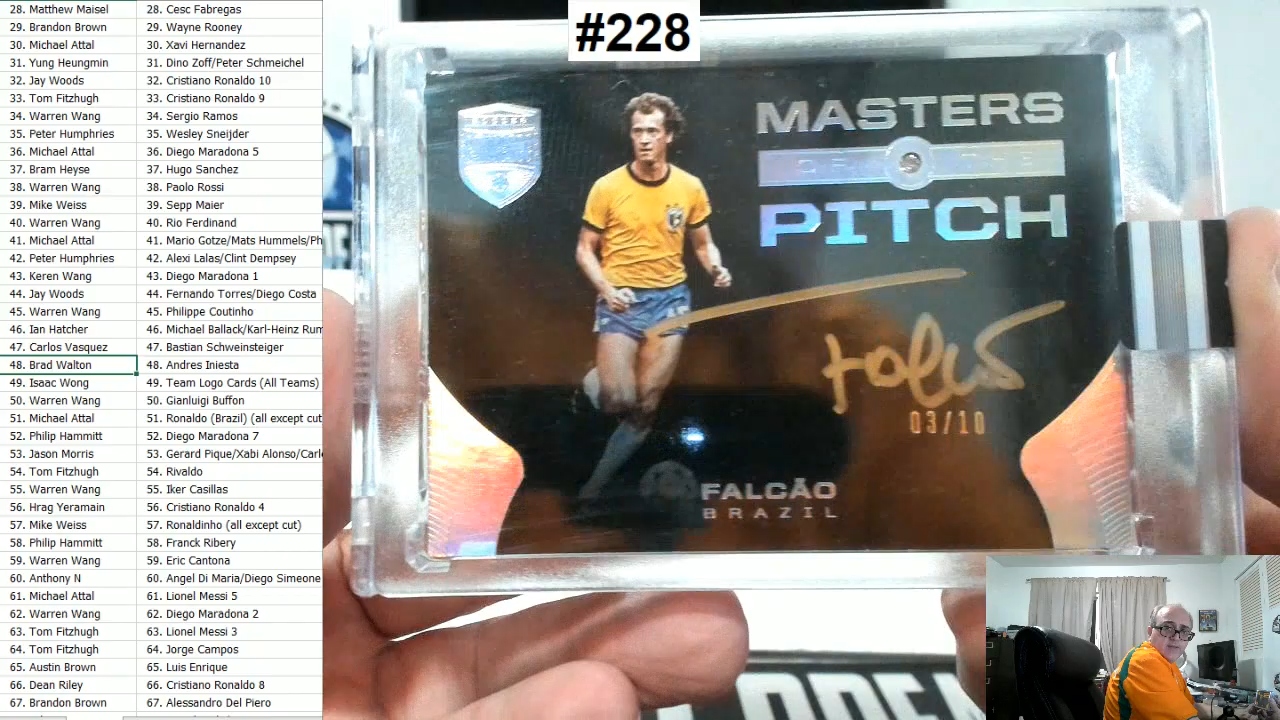 #228
28. Matthew Maisel 28. Cesc Fabregas
29. Brandon Brown 29. Wayne Rooney
30. Michael Attal 30. Xavi Hernandez
31. Yung Heungmin 31. Dino Zoff/Peter Schmeichel
32. Jay Woods 32. Cristiano Ronaldo 10
33. Tom Fitzhugh 33. Cristiano Ronaldo 9
34. Warren Wang 34. Sergio Ramos
35. Peter Humphries 35. Wesley Sneijder
36. Michael Attal 36. Diego Maradona 5
37. Justin Heyse 37. Hugo Sanchez
38. Warren Wang 38. Paolo Rossi
39. Mike Weiss 39. Sepp Maier
40. Warren Wang 40. Rio Ferdinand
41. Michael Attal 41. Mario Gotze/Mats Hummels/Ph
42. Peter Humphries 42. Alexi Lalas/Clint Dempsey
43. Keren Wang 43. Diego Maradona 1
44. Jay Woods 44. Fernando Torres/Diego Costa
45. Warren Wang 45. Philippe Coutinho
46. Ian Hatcher 46. Michael Ballack/Karl-Heinz Rum
47. Carlos Vasquez 47. Bastian Schweinsteiger
48. Brad Walton 48. Andres Iniesta
49. Isaac Wong 49. Team Logo Cards (All Teams)
50. Warren Wang 50. Gianluigi Buffon
51. Michael Attal 51. Ronaldo (Brazil) (all except cut
52. Philip Hammitt 52. Diego Maradona 7
53. Jason Morris 53. Gerard Pique/Xabi Alonso/Carle
54. Tom Fitzhugh 54. Rivaldo
55. Warren Wang 55. Iker Casillas
56. Craig Wong 56. Cristiano Ronaldo 4
57. Tom Fitzhugh 57. Ronaldinho (all except cut)
58. Philip Hammitt 58. Franck Ribery
59. Warren Wang 59. Eric Cantona
60. Anthony N 60. Angel Di Maria/Diego Simeone
61. Michael Attal 61. Lionel Messi 5
62. Warren Wang 62. Diego Maradona 2
63. Tom Fitzhugh 63. Lionel Messi 3
64. Tom Fitzhugh 64. Jorge Campos
65. Austin Brown 65. Luis Enrique
66. Dean Riley 66. Cristiano Ronaldo 8
67. Brandon Brown 67. Alessandro Del Piero
MASTERS
OF THE
PITCH
03/10
FALCÃO
BRAZIL